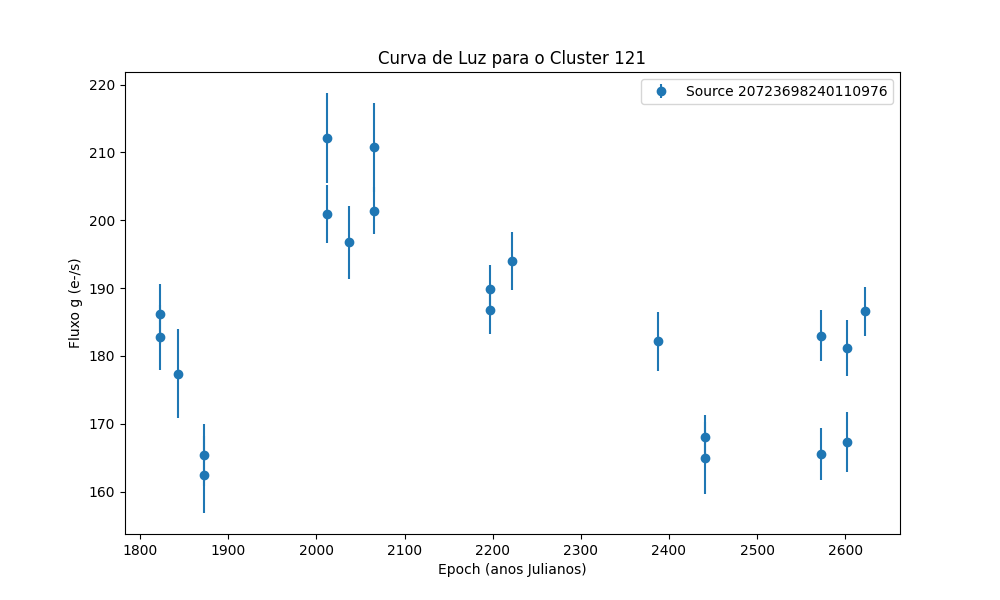 Curva de Luz para o Cluster 121
Source 20723698240110976
Fluxo g (e-/s)
220
210
200
190
180
170
160
1800 1900 2000 2100 2200 2300 2400 2500 2600
Epoch (anos Julianos)